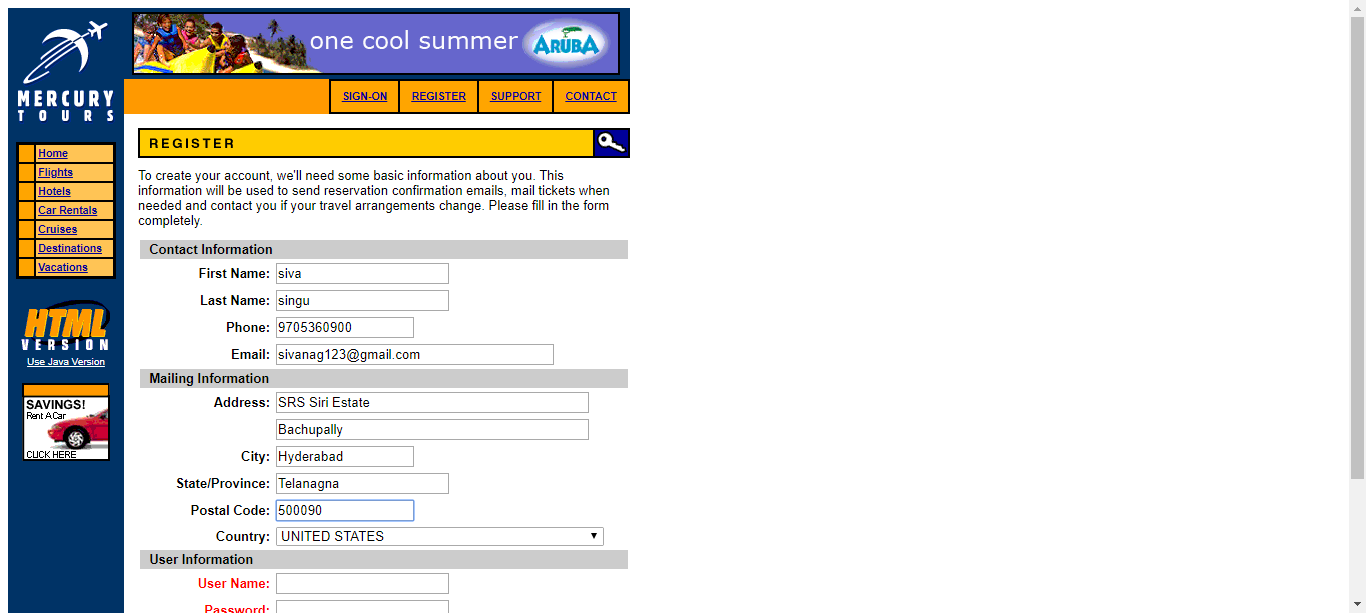 one cool summer
ARUBA
MERCURY
TOURS
SIGN-ON
REGISTER
SUPPORT
CONTACT
Home
Flights
Hotels
Car Rentals
Cruises
Destinations
Vacations
HTML
VERSION
Use Java Version
SAVINGS!
Rent A Car
CLICK HERE
REGISTER
To create your account, we'll need some basic information about you. This
information will be used to send reservation confirmation emails, mail tickets when
needed and contact you if your travel arrangements change. Please fill in the form
completely.
Contact Information
First Name: siva
Last Name: singu
Phone: 9705360900
Email: sivanag123@gmail.com
Mailing Information
Address: SRS Siri Estate
Bachupally
City: Hyderabad
State/Province: Telanagna
Postal Code: 500090
Country: UNITED STATES
User Information
User Name:
Password: